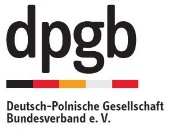 dpgb
Deutsch-Polnische Gesellschaft
Bundesverband e. V.